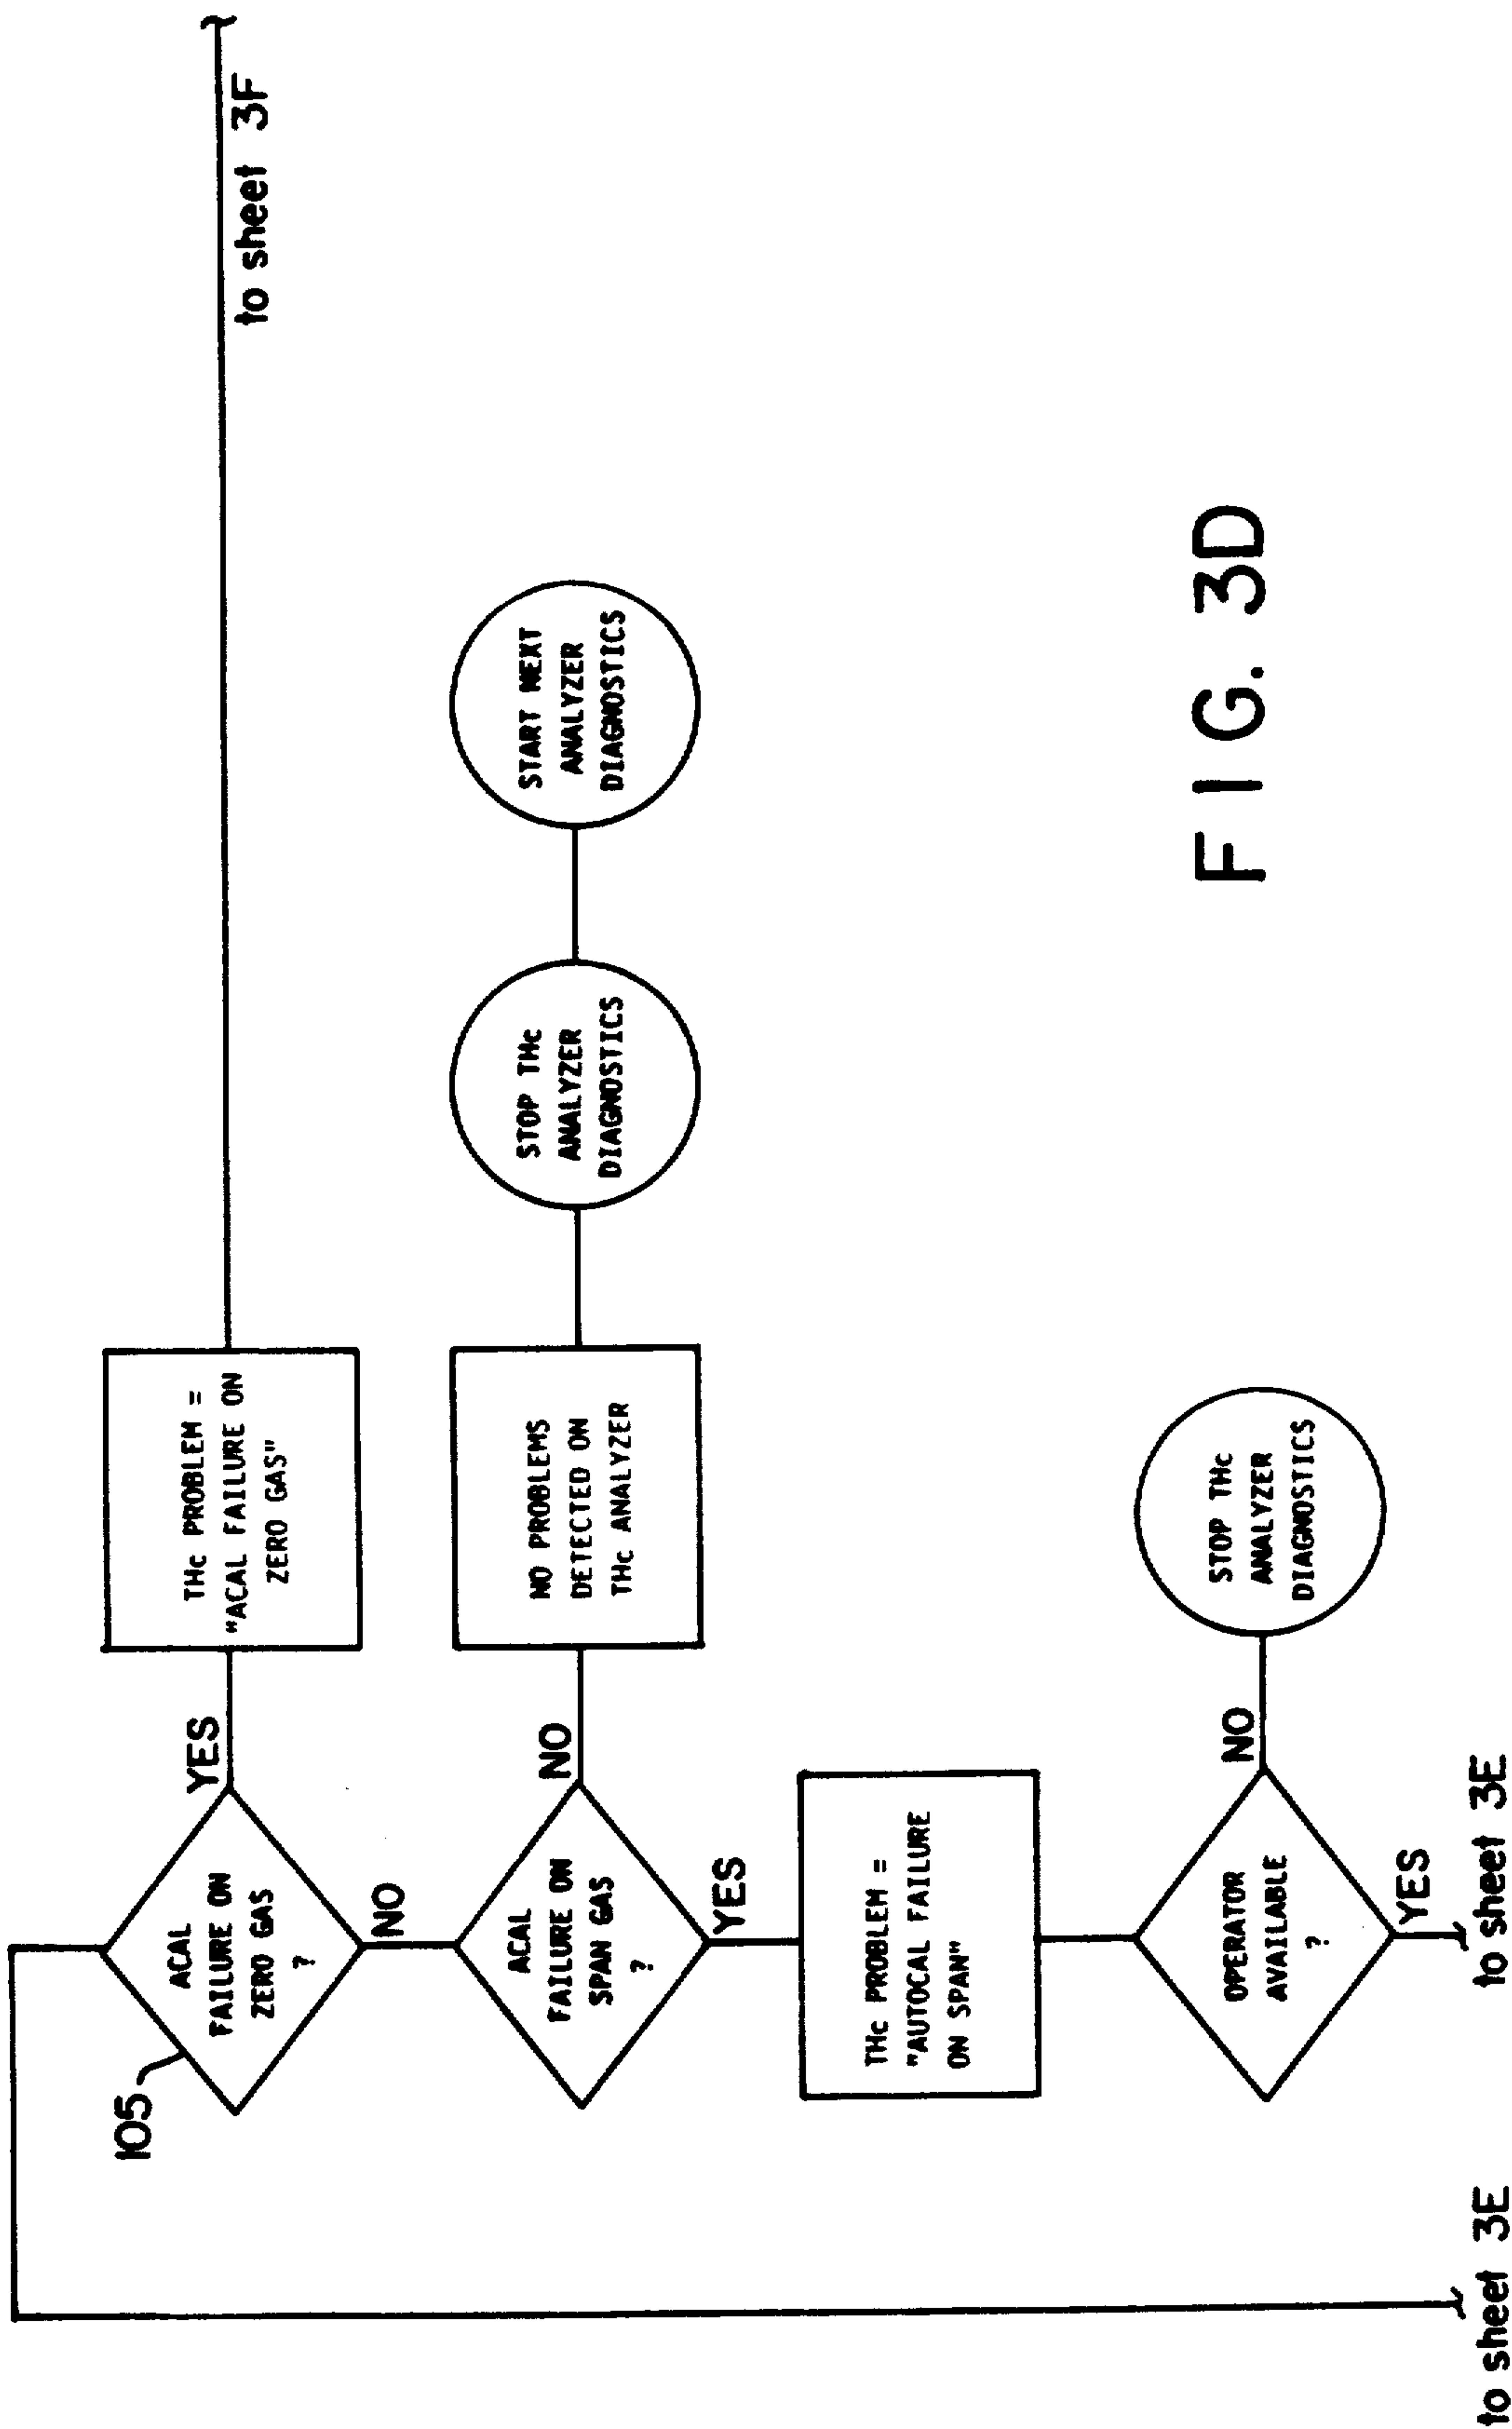 105
ACAL
FAILURE ON
ZERO GAS
?
YES
THc PROBLEM =
"ACAL FAILURE ON
ZERO GAS"
to sheet 3F
NO
ACAL
FAILURE ON
SPAN GAS
?
NO
NO PROBLEMS
DETECTED ON
THc ANALYZER
STOP THc
ANALYZER
DIAGNOSTICS
START NEXT
ANALYZER
DIAGNOSTICS
YES
THc PROBLEM =
"AUTOCAL FAILURE
ON SPAN"
OPERATOR
AVAILABLE
?
NO
STOP THc
ANALYZER
DIAGNOSTICS
YES
to sheet 3E
to sheet 3E
FIG. 3D